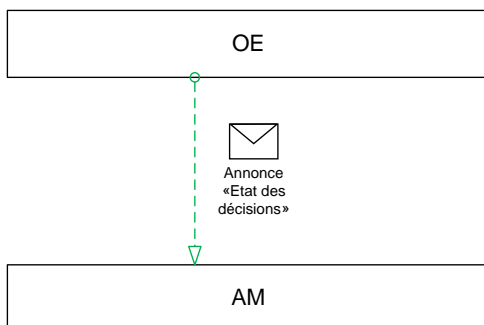 OE
Annonce
«Etat des
décisions»
AM